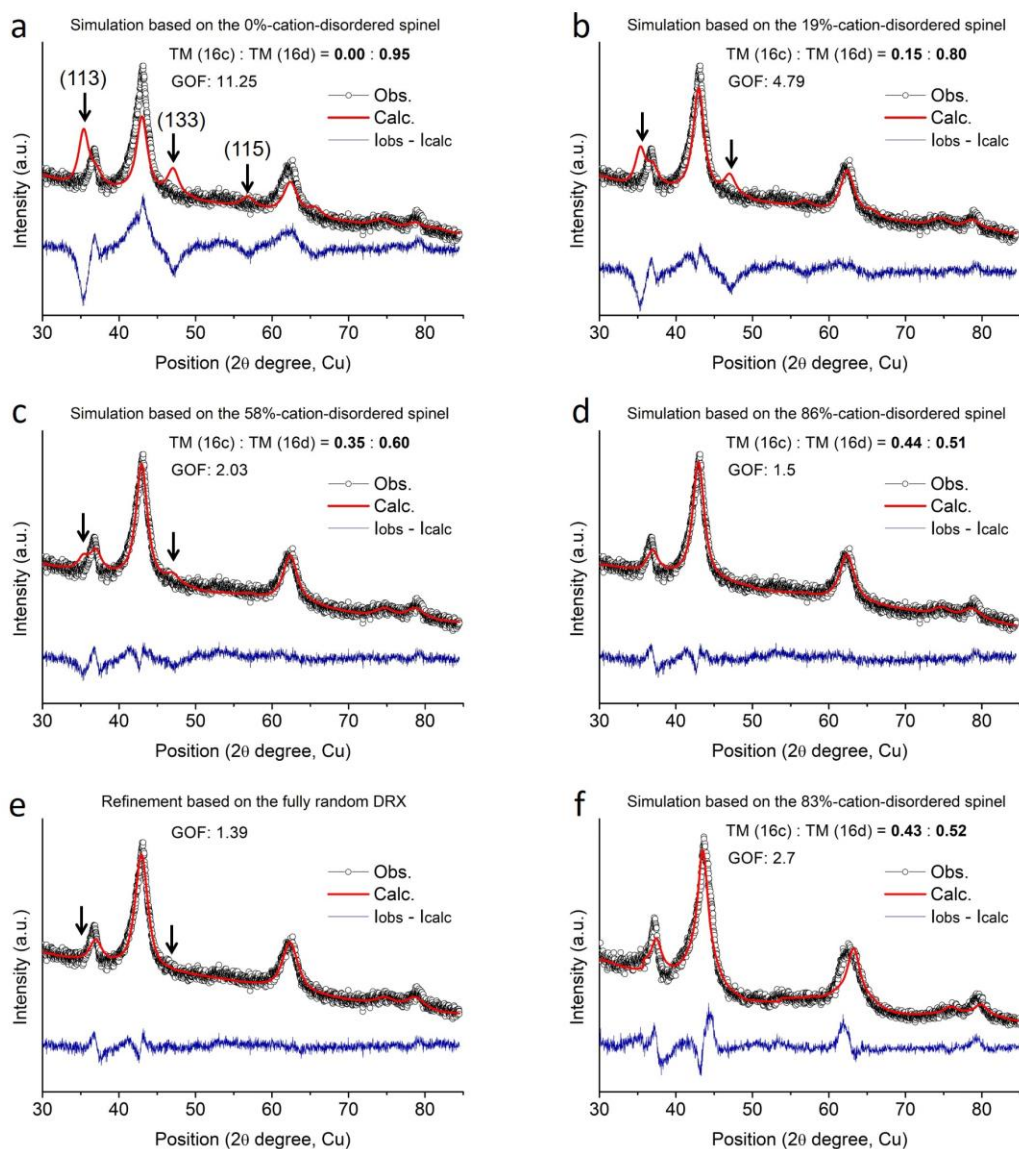 a
Simulation based on the 0%-cation-disordered spinel
TM (16c) : TM (16d) = 0.00 : 0.95
GOF: 11.25
(113)
(133)
(115)
Obs.
Calc.
Iobs - Icalc
Intensity (a.u.)
30 40 50 60 70 80
Position (2θ degree, Cu)
b
Simulation based on the 19%-cation-disordered spinel
TM (16c) : TM (16d) = 0.15 : 0.80
GOF: 4.79
Obs.
Calc.
Iobs - Icalc
Intensity (a.u.)
30 40 50 60 70 80
Position (2θ degree, Cu)
c
Simulation based on the 58%-cation-disordered spinel
TM (16c) : TM (16d) = 0.35 : 0.60
GOF: 2.03
Obs.
Calc.
Iobs - Icalc
Intensity (a.u.)
30 40 50 60 70 80
Position (2θ degree, Cu)
d
Simulation based on the 86%-cation-disordered spinel
TM (16c) : TM (16d) = 0.44 : 0.51
GOF: 1.5
Obs.
Calc.
Iobs - Icalc
Intensity (a.u.)
30 40 50 60 70 80
Position (2θ degree, Cu)
e
Refinement based on the fully random DRX
GOF: 1.39
Obs.
Calc.
Iobs - Icalc
Intensity (a.u.)
30 40 50 60 70 80
Position (2θ degree, Cu)
f
Simulation based on the 83%-cation-disordered spinel
TM (16c) : TM (16d) = 0.43 : 0.52
GOF: 2.7
Obs.
Calc.
Iobs - Icalc
Intensity (a.u.)
30 40 50 60 70 80
Position (2θ degree, Cu)